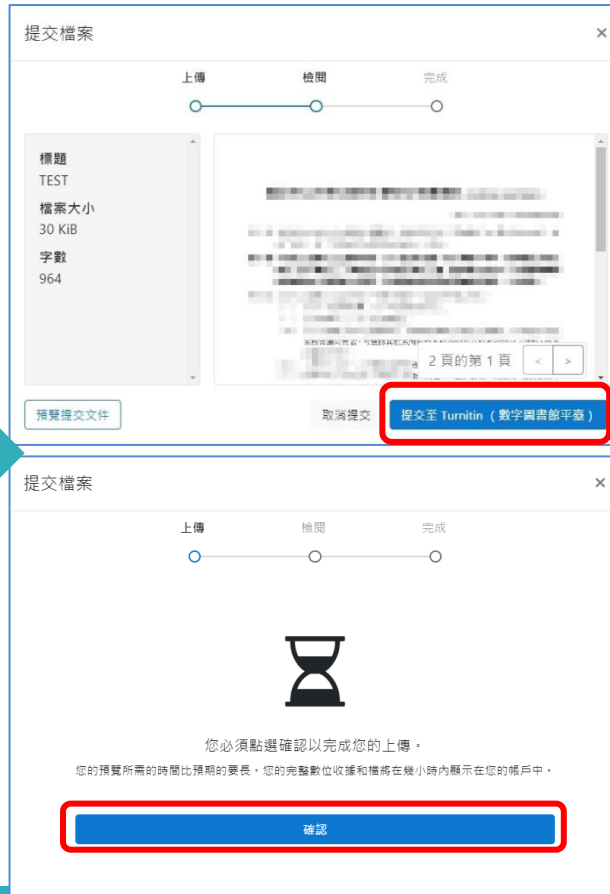 提交檔案
×
上傳 檢閱 完成
標題
TEST
檔案大小
30 KiB
字數
964
2 頁的第 1 頁 < >
預覽提交文件 取消提交 提交至 Turnitin （數字圖書館平臺）
提交檔案
×
上傳 檢閱 完成
您必須點選確認以完成您的上傳。
您的預覽所需的時間比預期的要長。您的完整數位收據和檔將在幾小時內顯示在您的帳戶中。
確認